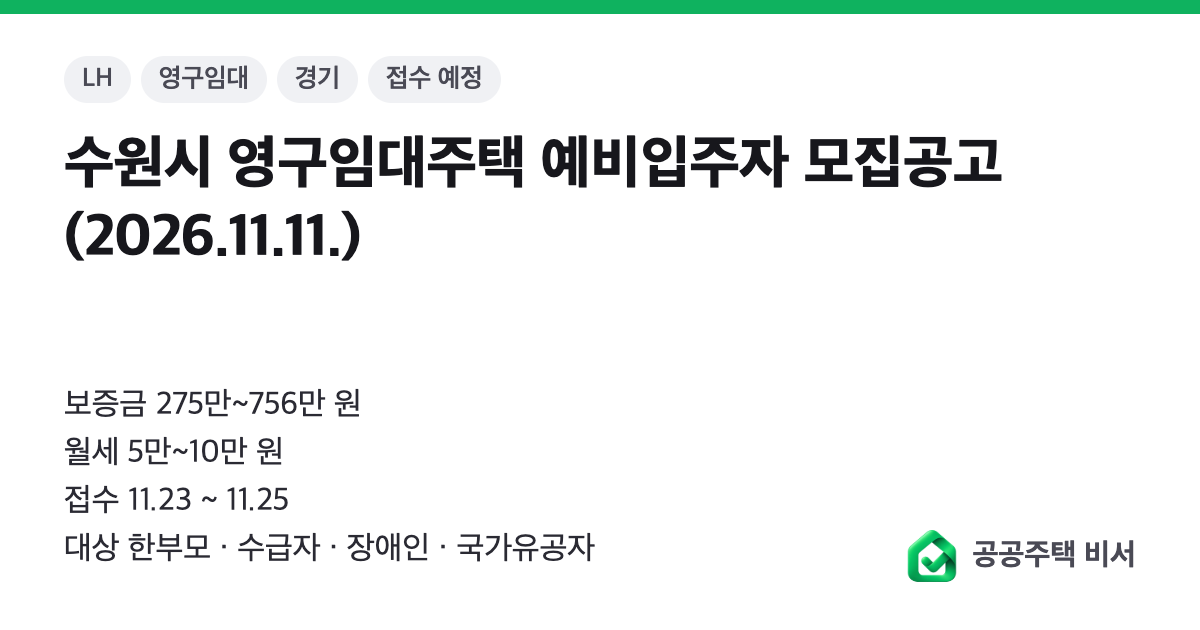 LH 영구임대 경기 접수 예정
수원시 영구임대주택 예비입주자 모집공고
(2026.11.11.)
보증금 275만~756만 원
월세 5만~10만 원
접수 11.23 ~ 11.25
대상 한부모 · 수급자 · 장애인 · 국가유공자
공공주택 비서